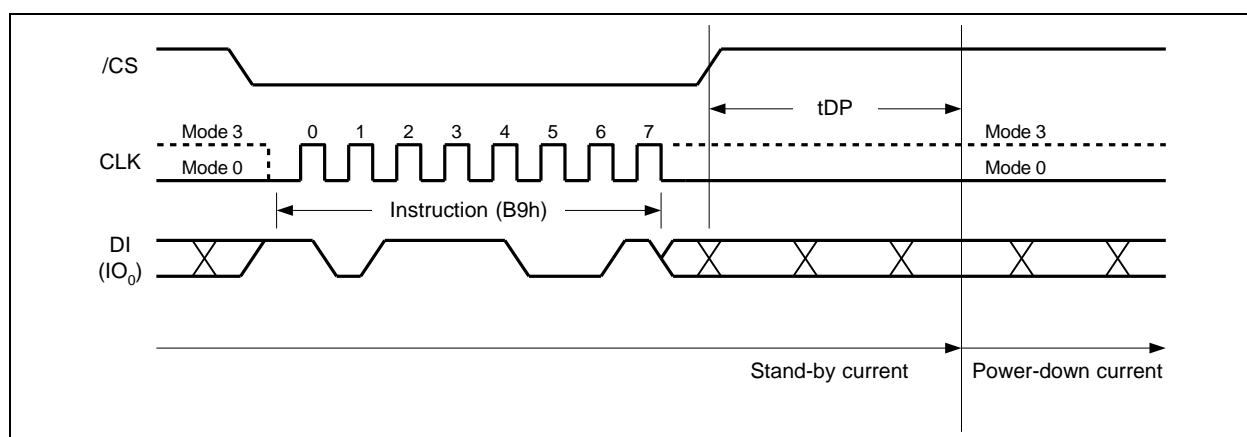 /CS
tDP
Mode 3
0 1 2 3 4 5 6 7
Mode 3
CLK
Mode 0
Mode 0
Instruction (B9h)
DI
(IO₀)
Stand-by current
Power-down current